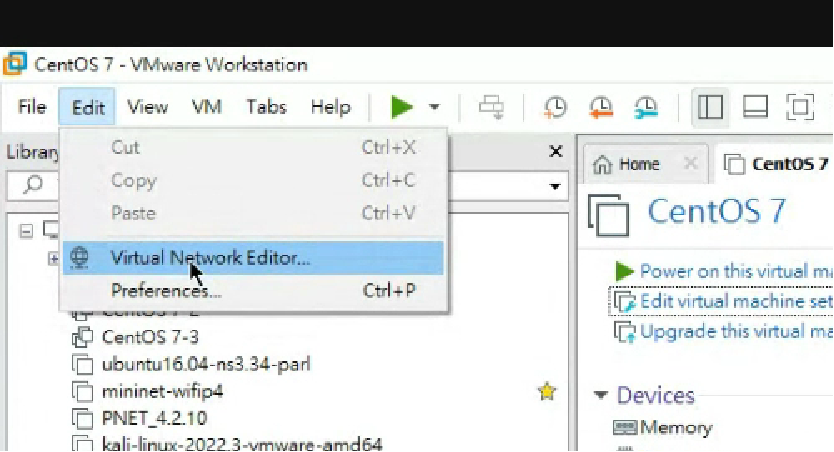 CentOS 7 - VMware Workstation
File Edit View VM Tabs Help
Library
Cut Ctrl+X
Copy Ctrl+C
Paste Ctrl+V
Virtual Network Editor...
Preferences... Ctrl+P
CentOS 7-2
CentOS 7-3
ubuntu16.04-ns3.34-parl
mininet-wifip4
PNET_4.2.10
kali-linux-2022.3-vmware-amd64
Home
CentOS 7
CentOS 7
Power on this virtual ma
Edit virtual machine set
Upgrade this virtual ma
Devices
Memory